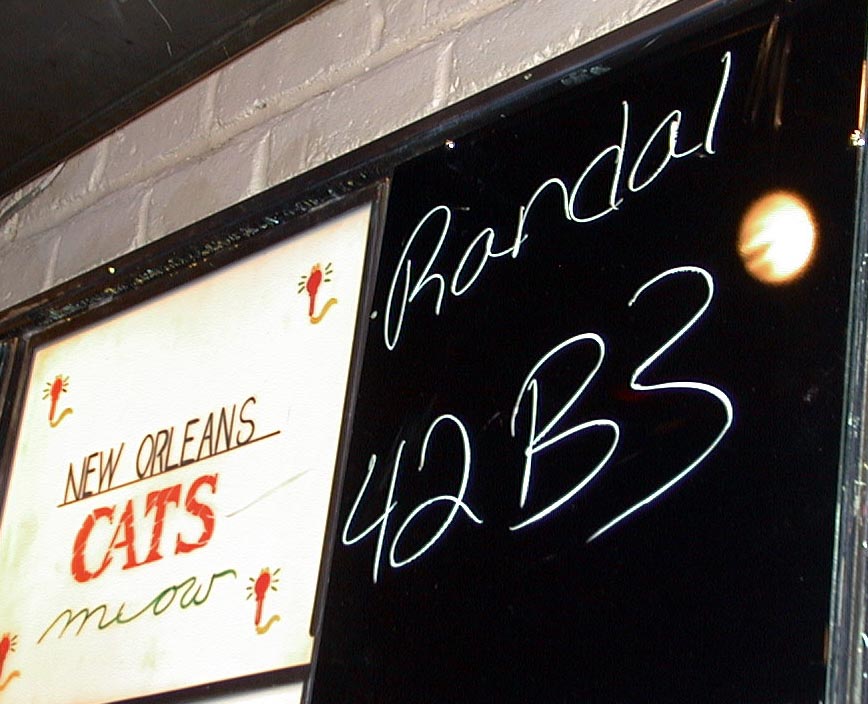 NEW ORLEANS
CATS
meow
Randal
42B3